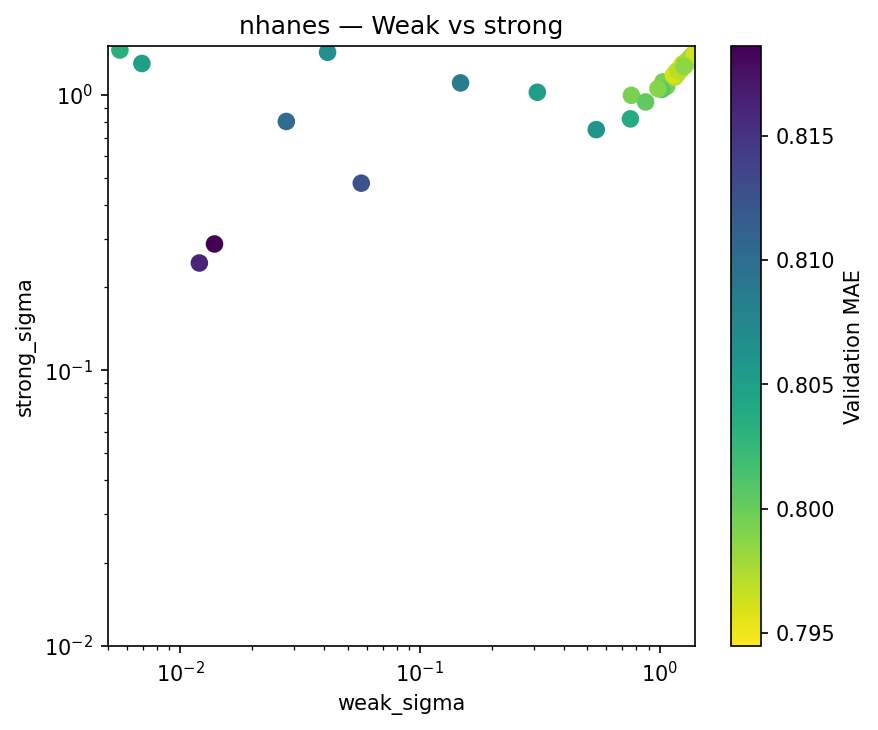 nhanes — Weak vs strong
strong_sigma
10⁰
10⁻¹
10⁻²
10⁻²
10⁻¹
10⁰
weak_sigma
0.815
0.810
0.805
0.800
0.795
Validation MAE